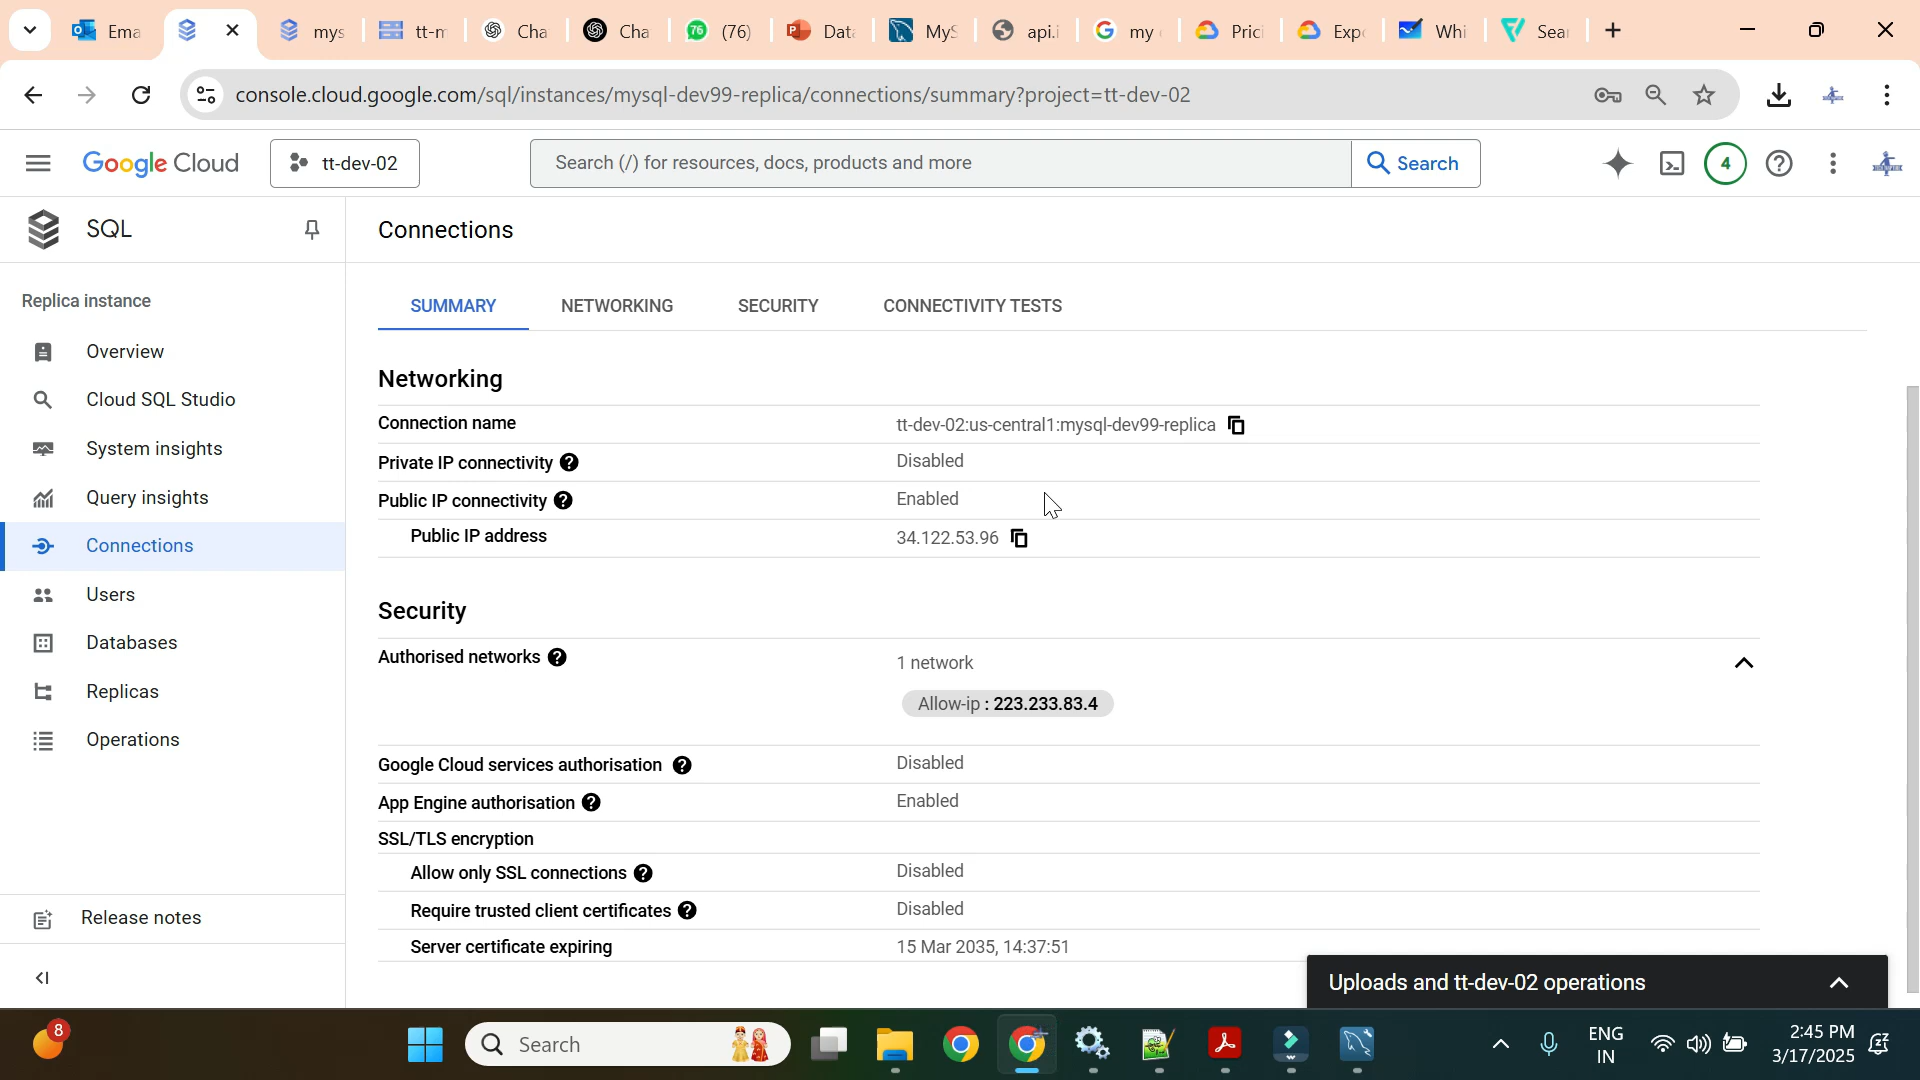 Ema
mys
tt-m
Cha
Cha
(76)
Data
MyS
api.i
my
Prici
Expo
Whi
Sear
console.cloud.google.com/sql/instances/mysql-dev99-replica/connections/summary?project=tt-dev-02
Google Cloud
tt-dev-02
Search (/) for resources, docs, products and more
Search
4
SQL
Connections
Replica instance
SUMMARY
NETWORKING
SECURITY
CONNECTIVITY TESTS
Overview
Cloud SQL Studio
System insights
Query insights
Connections
Users
Databases
Replicas
Operations
Release notes
Networking
Connection name
tt-dev-02:us-central1:mysql-dev99-replica
Private IP connectivity
Disabled
Public IP connectivity
Enabled
Public IP address
34.122.53.96
Security
Authorised networks
1 network
Allow-ip : 223.233.83.4
Google Cloud services authorisation
Disabled
App Engine authorisation
Enabled
SSL/TLS encryption
Allow only SSL connections
Disabled
Require trusted client certificates
Disabled
Server certificate expiring
15 Mar 2035, 14:37:51
Uploads and tt-dev-02 operations
8
Search
ENG
IN
2:45 PM
3/17/2025